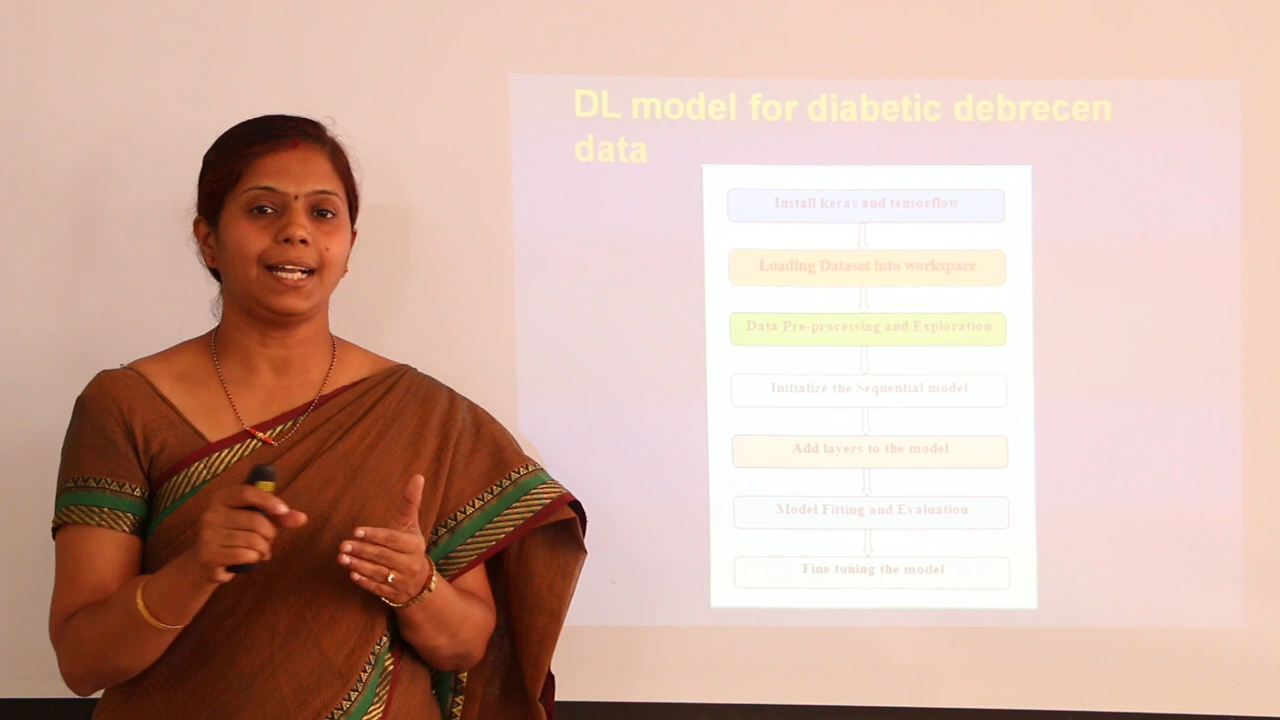 DL model for diabetic debrecen
data
Install keras and tensorflow
Loading Dataset into workspace
Data Pre-processing and Exploration
Initialize the Sequential model
Add layers to the model
Model Fitting and Evaluation
Fine tuning the model